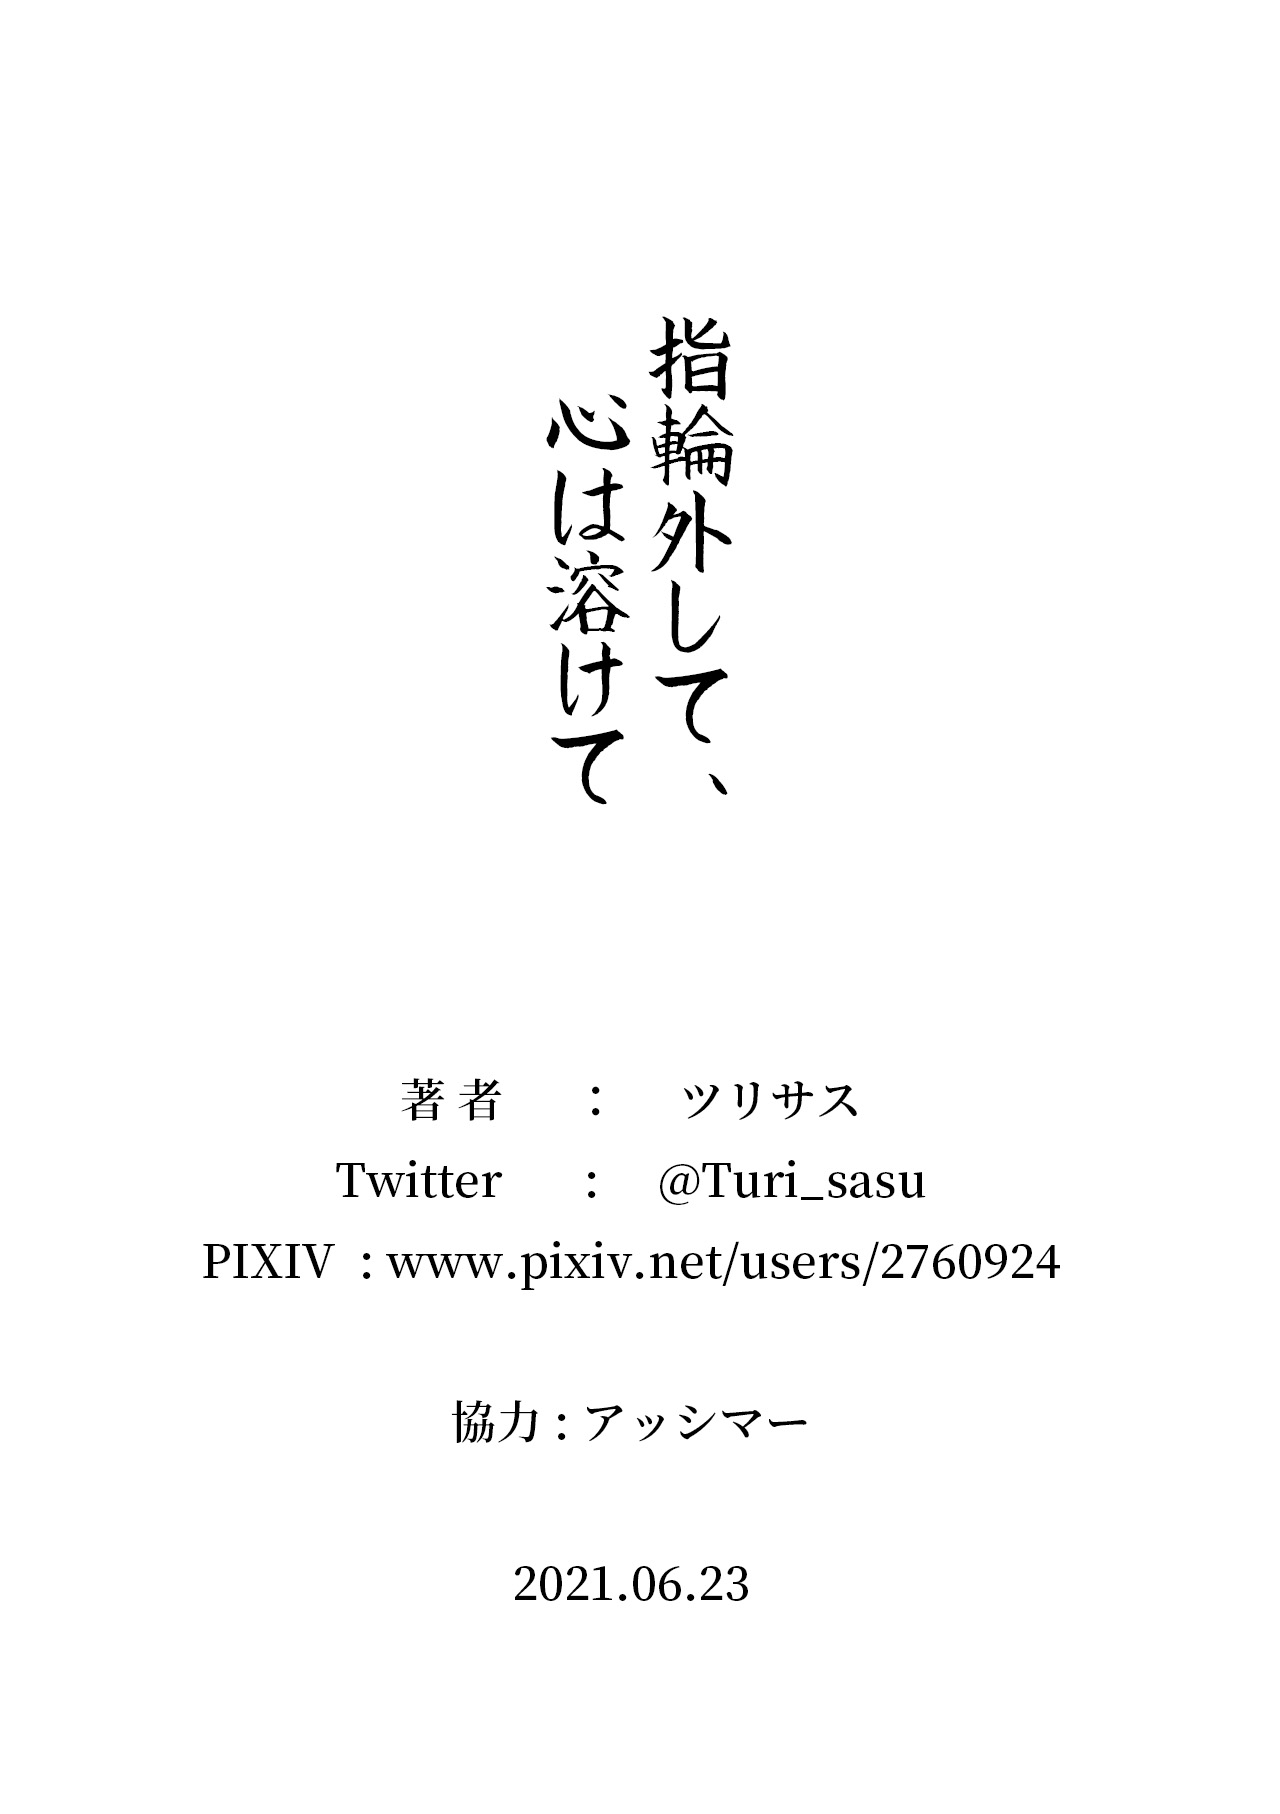 指輪外して、
心は溶けて
著者 : ツリサス
Twitter : @Turi_sasu
PIXIV : www.pixiv.net/users/2760924
協力 : アッシマー
2021.06.23